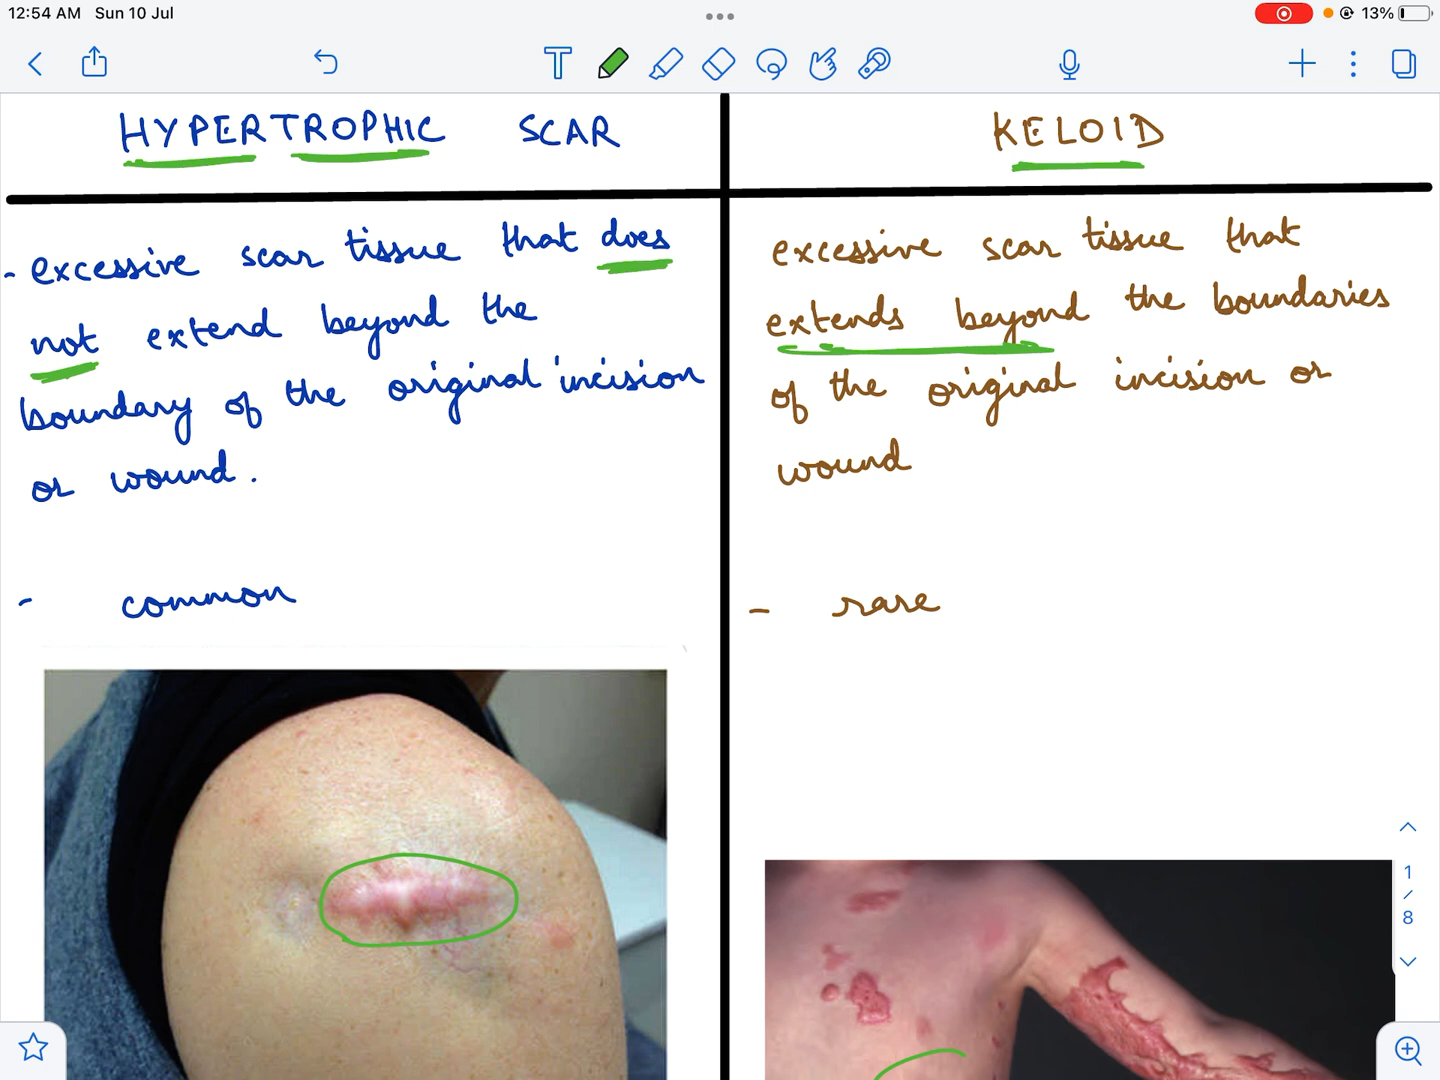 12:54 AM Sun 10 Jul
13%
T
HYPERTROPHIC SCAR
KELOID
- excessive scar tissue that does
not extend beyond the
boundary of the original incision
or wound.
- common
excessive scar tissue that
extends beyond the boundaries
of the original incision or
wound
- rare
1
/
8